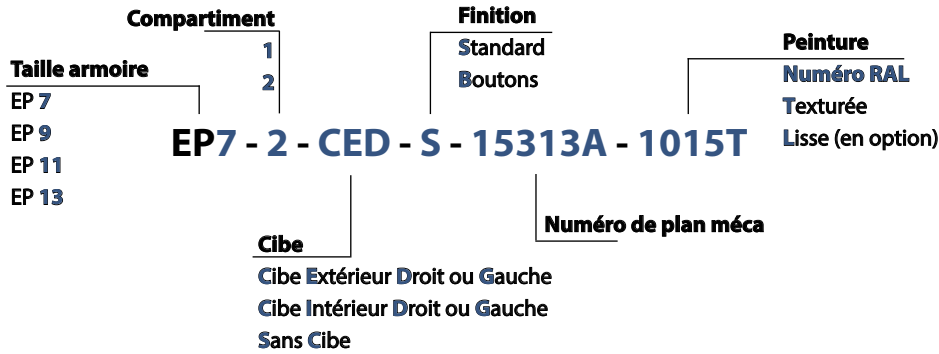 Compartiment
1
2
Finition
Standard
Boutons
Peinture
Numéro RAL
Texturée
Lisse (en option)
Taille armoire
EP 7
EP 9
EP 11
EP 13
EP7 - 2 - CED - S - 15313A - 1015T
Numéro de plan méca
Cibe
Cibe Extérieur Droit ou Gauche
Cibe Intérieur Droit ou Gauche
Sans Cibe